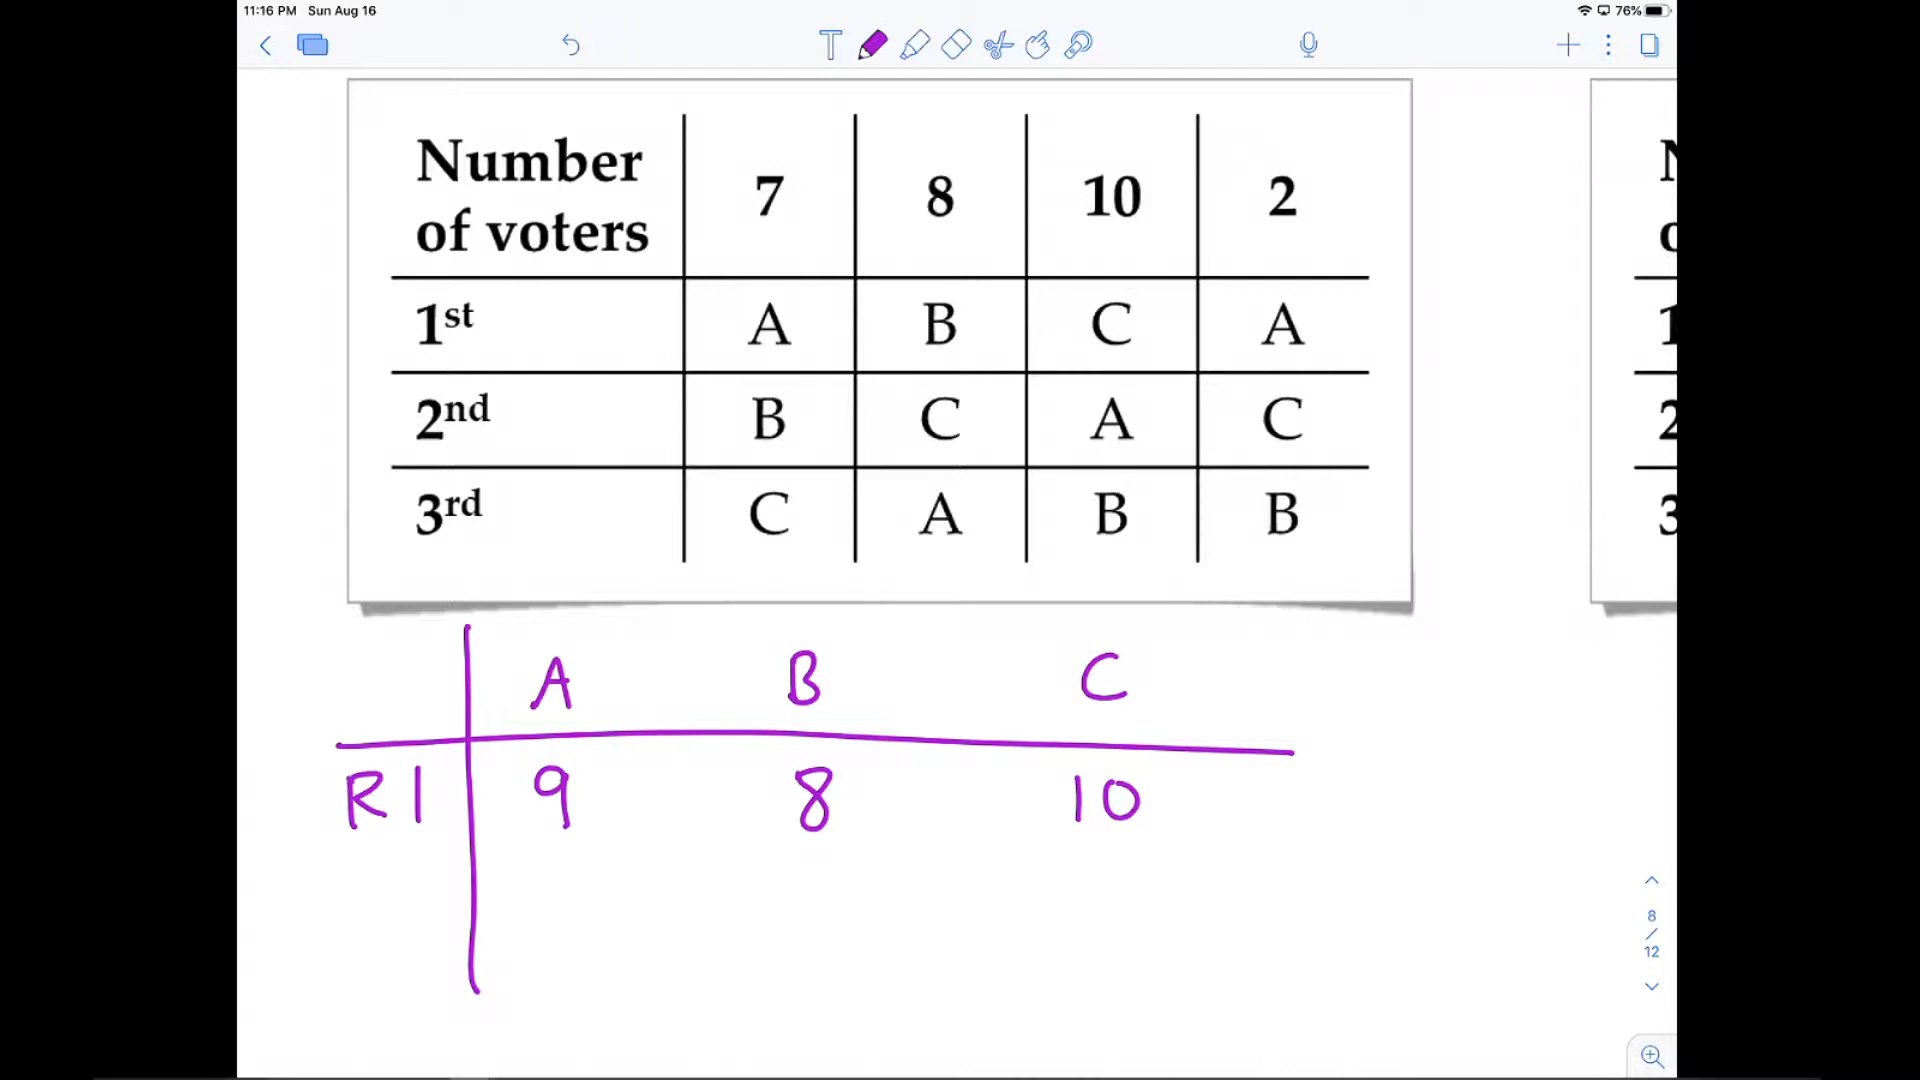 11:16 PM Sun Aug 16
76%
T
Number of voters 7 8 10 2
1st A B C A
2nd B C A C
3rd C A B B
A B C
R1 9 8 10
8
/
12